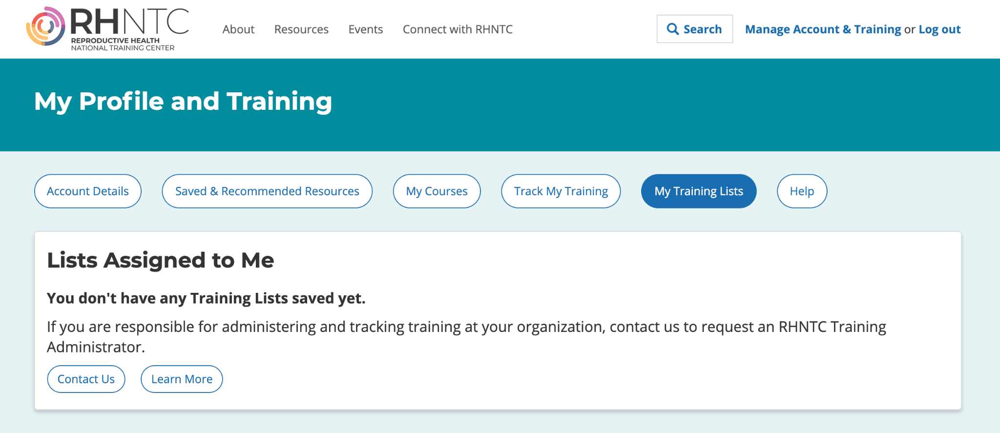 RHNTC
REPRODUCTIVE HEALTH
NATIONAL TRAINING CENTER
About
Resources
Events
Connect with RHNTC
Search
Manage Account & Training or Log out
My Profile and Training
Account Details
Saved & Recommended Resources
My Courses
Track My Training
My Training Lists
Help
Lists Assigned to Me
You don't have any Training Lists saved yet.
If you are responsible for administering and tracking training at your organization, contact us to request an RHNTC Training
Administrator.
Contact Us
Learn More